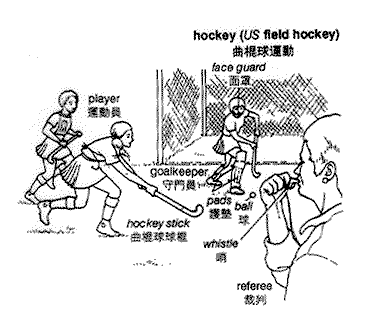 hockey (US field hockey)
曲棍球運動
face guard
面罩
player
運動員
goalkeeper
守門員
pads
護墊
ball
球
hockey stick
曲棍球球棍
whistle
哨
referee
裁判